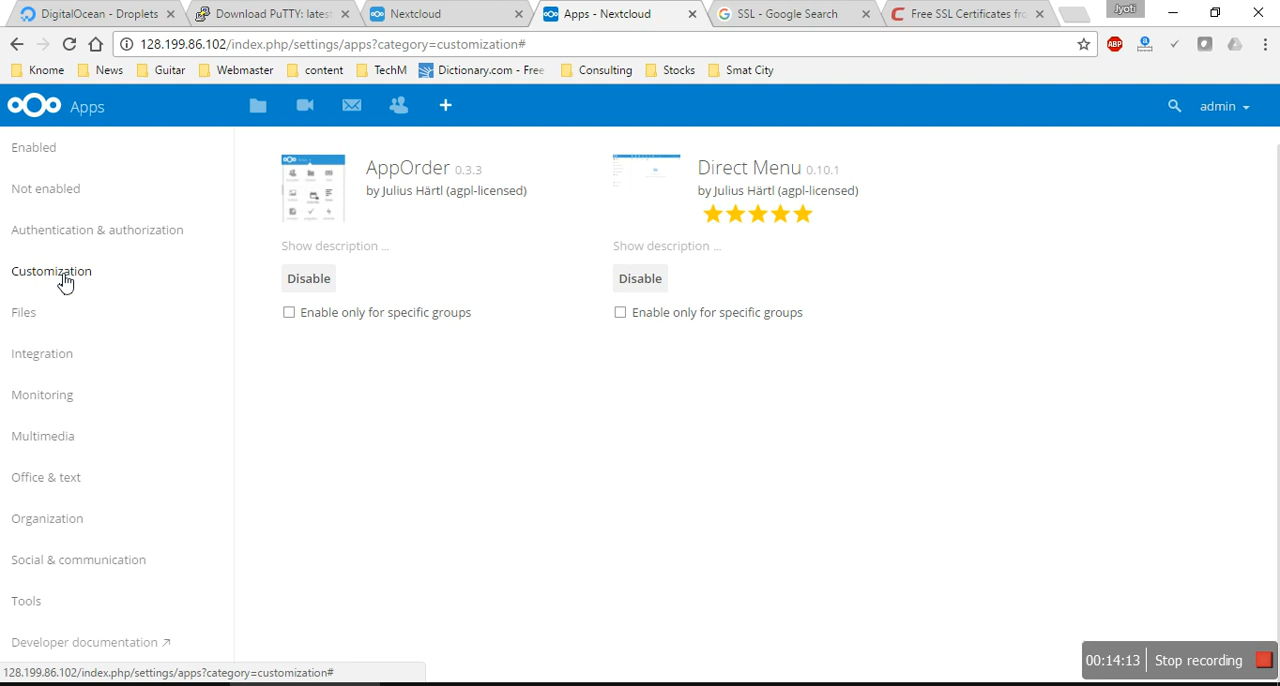 DigitalOcean - Droplets
Download PuTTY: latest
Nextcloud
Apps - Nextcloud
SSL - Google Search
Free SSL Certificates fro
Jyoti
128.199.86.102/index.php/settings/apps?category=customization#
ABP
Knome
News
Guitar
Webmaster
content
TechM
Dictionary.com - Free
Consulting
Stocks
Smat City
Apps
admin
Enabled
Not enabled
Authentication & authorization
Customization
Files
Integration
Monitoring
Multimedia
Office & text
Organization
Social & communication
Tools
Developer documentation ↗
AppOrder 0.3.3
by Julius Härtl (agpl-licensed)
Show description ...
Disable
Enable only for specific groups
Direct Menu 0.10.1
by Julius Härtl (agpl-licensed)
Show description ...
Disable
Enable only for specific groups
128.199.86.102/index.php/settings/apps?category=customization#
00:14:13 Stop recording